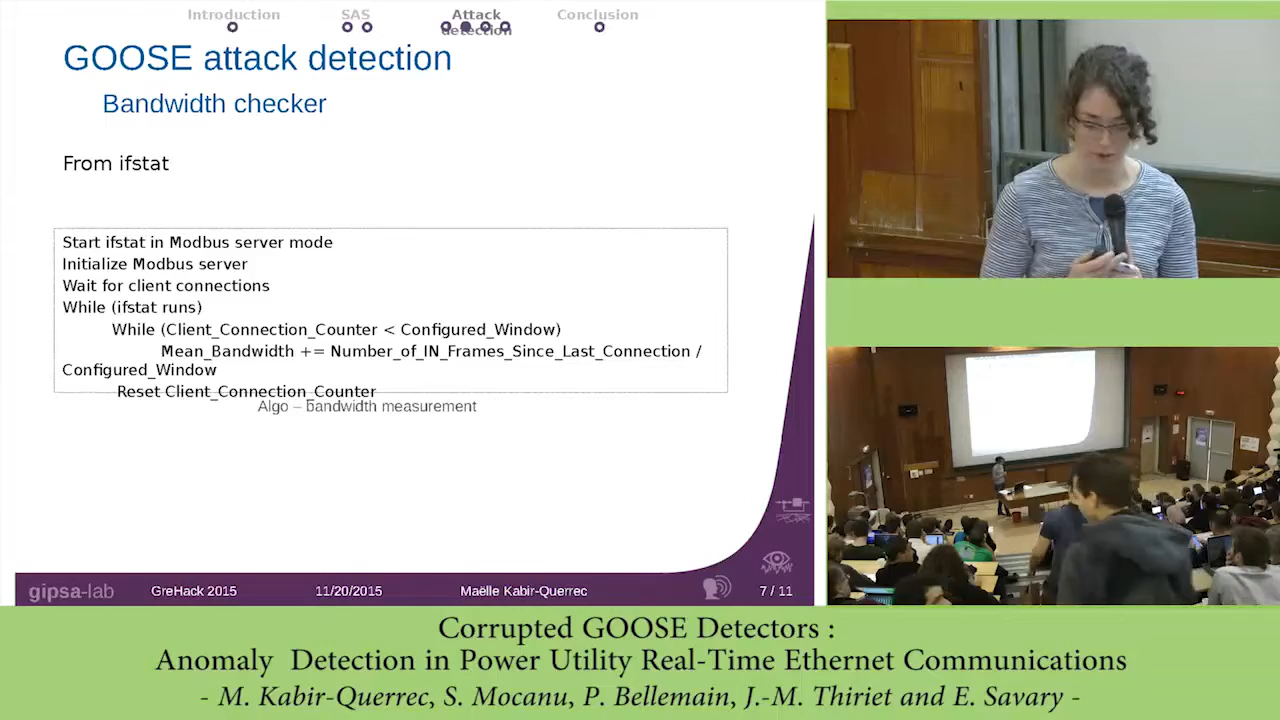 Introduction SAS Attack detection Conclusion
GOOSE attack detection
Bandwidth checker
From ifstat
Start ifstat in Modbus server mode
Initialize Modbus server
Wait for client connections
While (ifstat runs)
While (Client_Connection_Counter < Configured_Window)
Mean_Bandwidth += Number_of_IN_Frames_Since_Last_Connection /
Configured_Window
Reset Client_Connection_Counter
Algo – bandwidth measurement
gipsa-lab GreHack 2015 11/20/2015 Maëlle Kabir-Querrec 7 / 11
Corrupted GOOSE Detectors :
Anomaly Detection in Power Utility Real-Time Ethernet Communications
- M. Kabir-Querrec, S. Mocanu, P. Bellemain, J.-M. Thiriet and E. Savary -